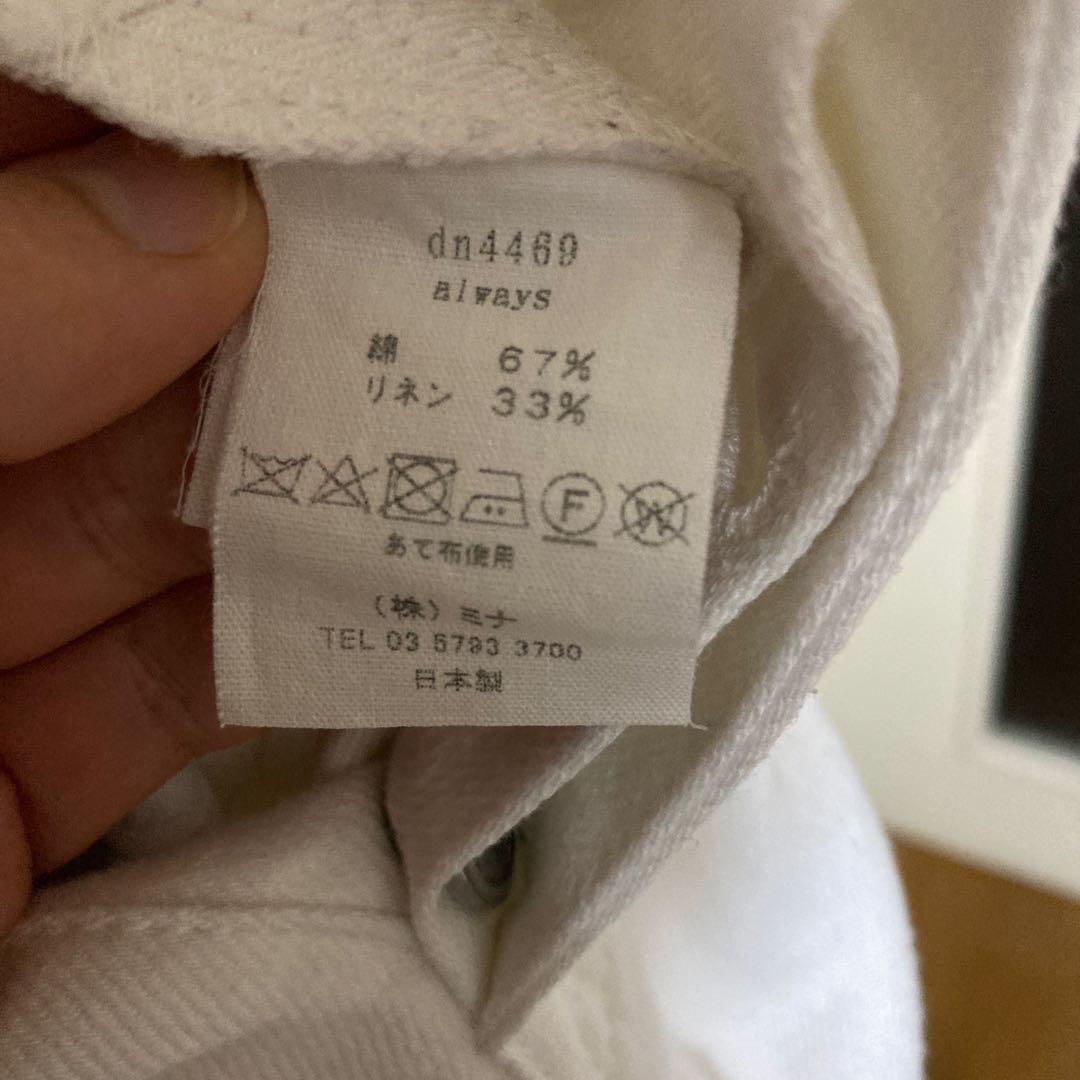 dn4469
always
綿 67%
リネン 33%
F
W
あて布使用
(株)ミナ
TEL 03 5793 3700
日本製